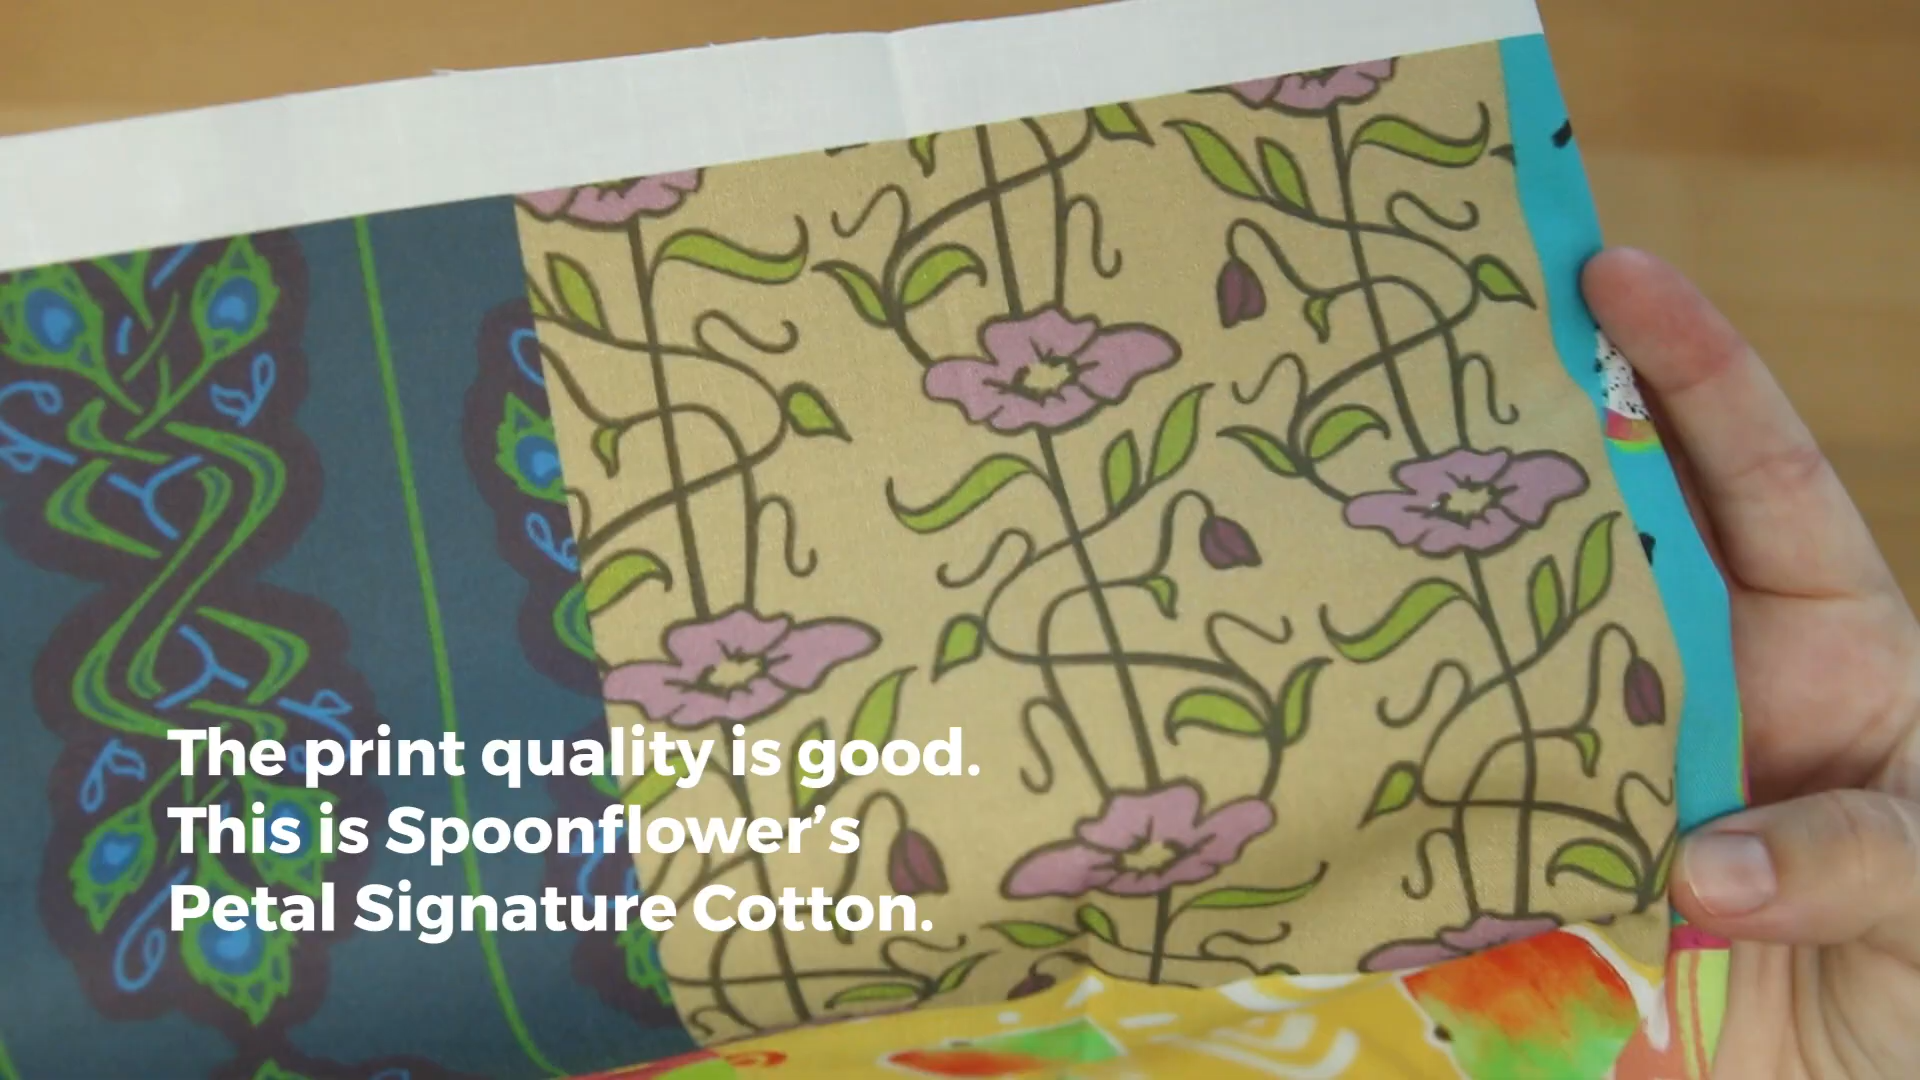 The print quality is good.
This is Spoonflower’s
Petal Signature Cotton.